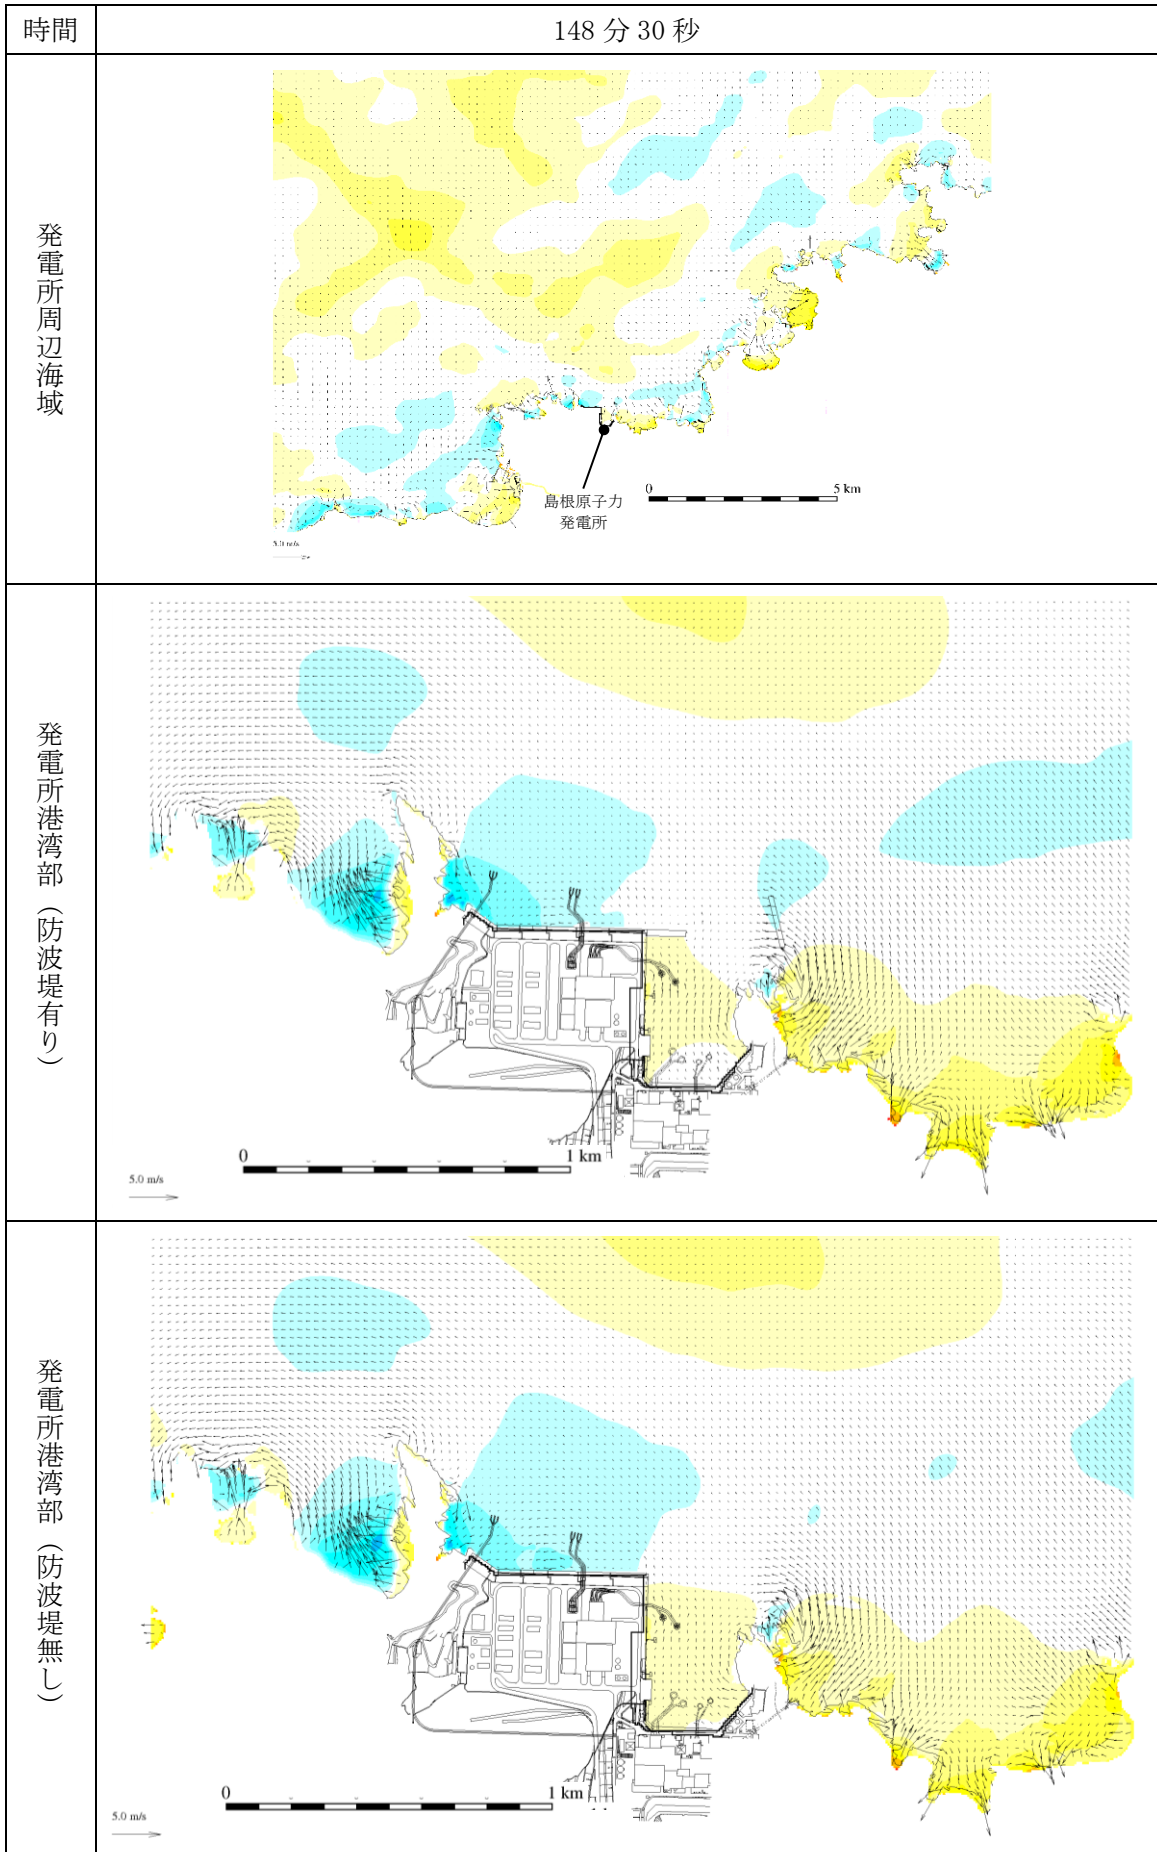 時間
148 分 30 秒
発電所周辺海域
島根原子力
発電所
0
5 km
5.0 m/s
発電所港湾部（防波堤有り）
0
1 km
5.0 m/s
発電所港湾部（防波堤無し）
0
1 km
5.0 m/s